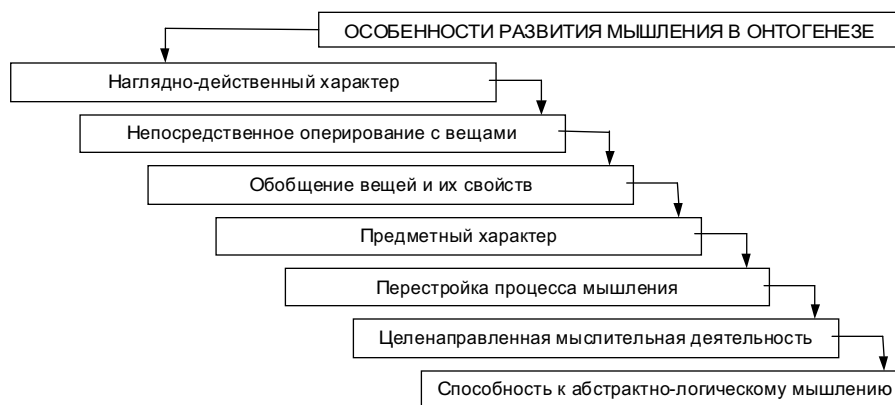 ОСОБЕННОСТИ РАЗВИТИЯ МЫШЛЕНИЯ В ОНТОГЕНЕЗЕ
Наглядно-действенный характер
Непосредственное оперирование с вещами
Обобщение вещей и их свойств
Предметный характер
Перестройка процесса мышления
Целенаправленная мыслительная деятельность
Способность к абстрактно-логическому мышлению